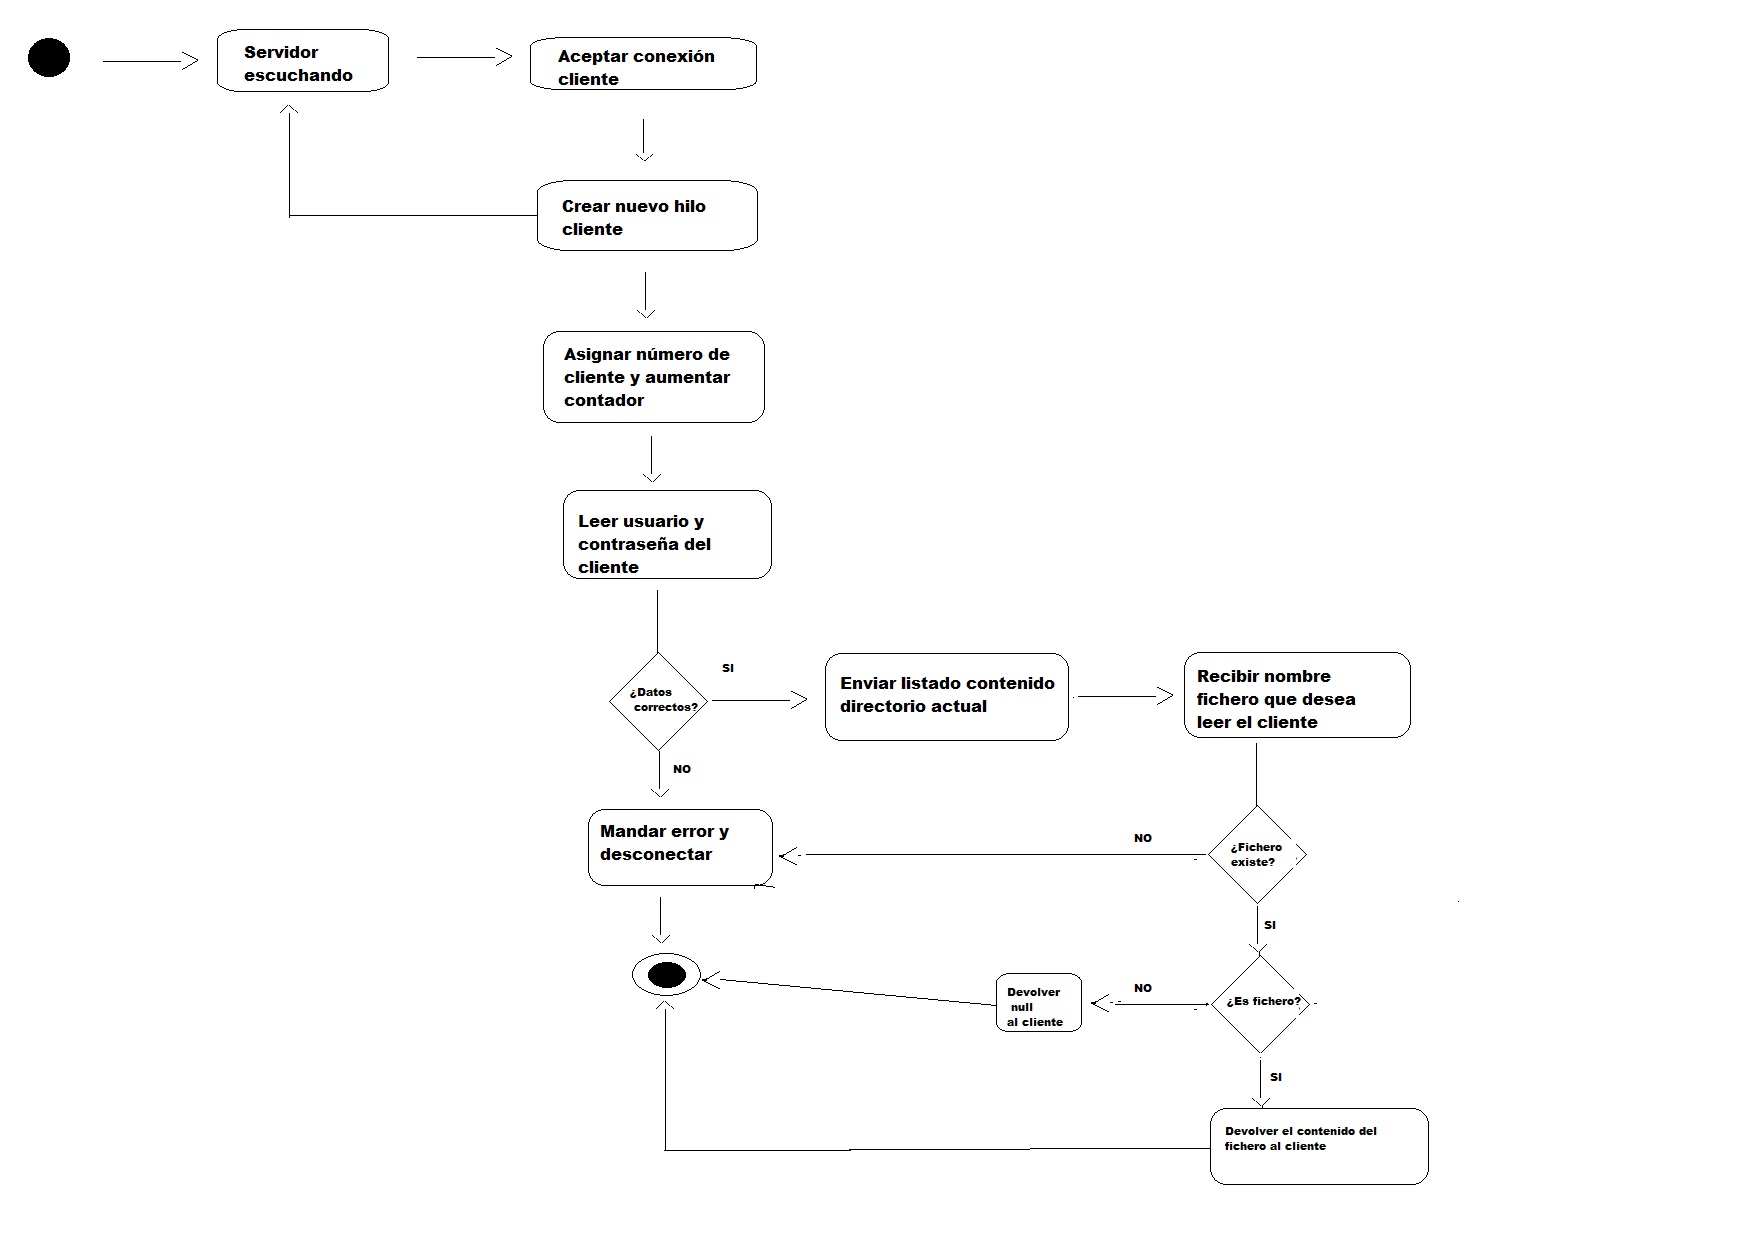 Servidor
escuchando
Aceptar conexión
cliente
Crear nuevo hilo
cliente
Asignar número de
cliente y aumentar
contador
Leer usuario y
contraseña del
cliente
¿Datos
correctos?
SI
Enviar listado contenido
directorio actual
Recibir nombre
fichero que desea
leer el cliente
NO
Mandar error y
desconectar
NO
¿Fichero
existe?
SI
¿Es fichero?
NO
Devolver
null
al cliente
SI
Devolver el contenido del
fichero al cliente